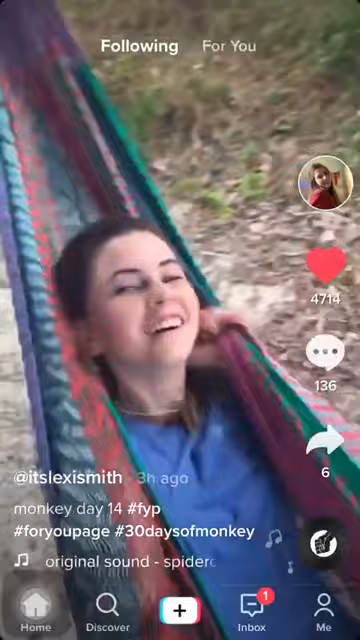 Following For You
4714
136
6
@itslexismith · 3h ago
monkey day 14 #fyp
#foryoupage #30daysofmonkey
original sound - spider
1
Home Discover Inbox Me